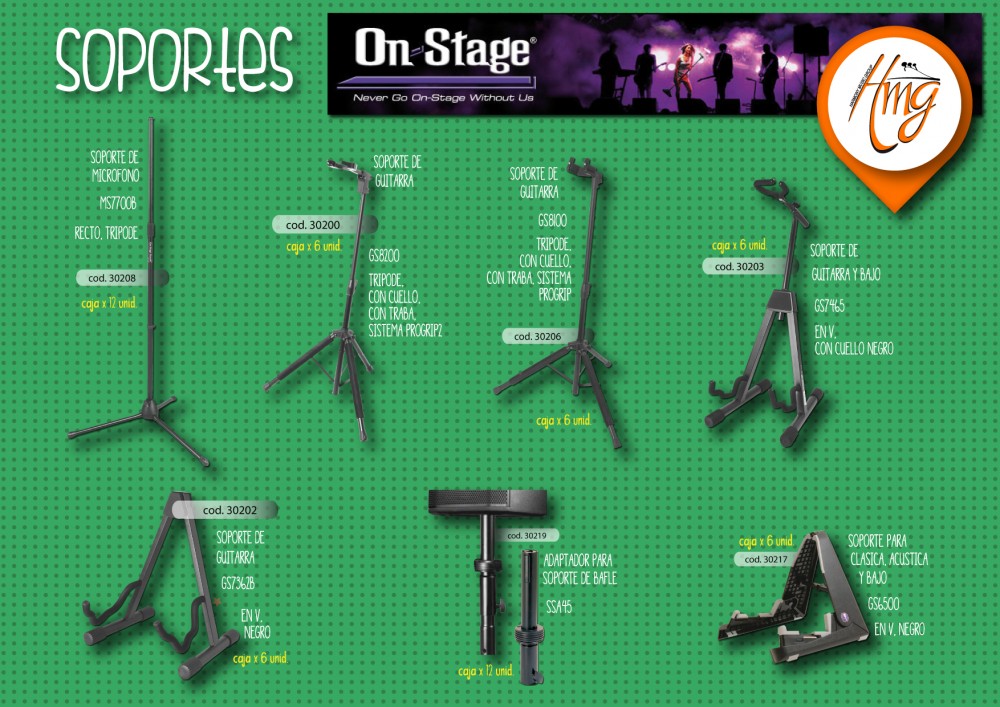 SOPORtES
On-Stage®
Never Go On-Stage Without Us
Hmg
SOPORTE DE
MICROFONO
MS7700B
RECTO, TRIPODE
cod. 30208
caja x 12 unid.
SOPORTE DE
GUITARRA
cod. 30200
caja x 6 unid.
GS8200
TRIPODE,
CON CUELLO,
CON TRABA,
SISTEMA PROGRIP2
SOPORTE DE
GUITARRA
GS8100
TRIPODE,
CON CUELLO,
CON TRABA, SISTEMA
PROGRIP
cod. 30206
caja x 6 unid.
caja x 6 unid.
cod. 30203
SOPORTE DE
GUITARRA Y BAJO
GS7465
EN V,
CON CUELLO NEGRO
cod. 30202
SOPORTE DE
GUITARRA
GS7362B
EN V,
NEGRO
caja x 6 unid.
cod. 30219
ADAPTADOR PARA
SOPORTE DE BAFLE
SSA45
caja x 12 unid.
caja x 6 unid.
cod. 30217
SOPORTE PARA
CLASICA, ACUSTICA
Y BAJO
GS6500
EN V, NEGRO